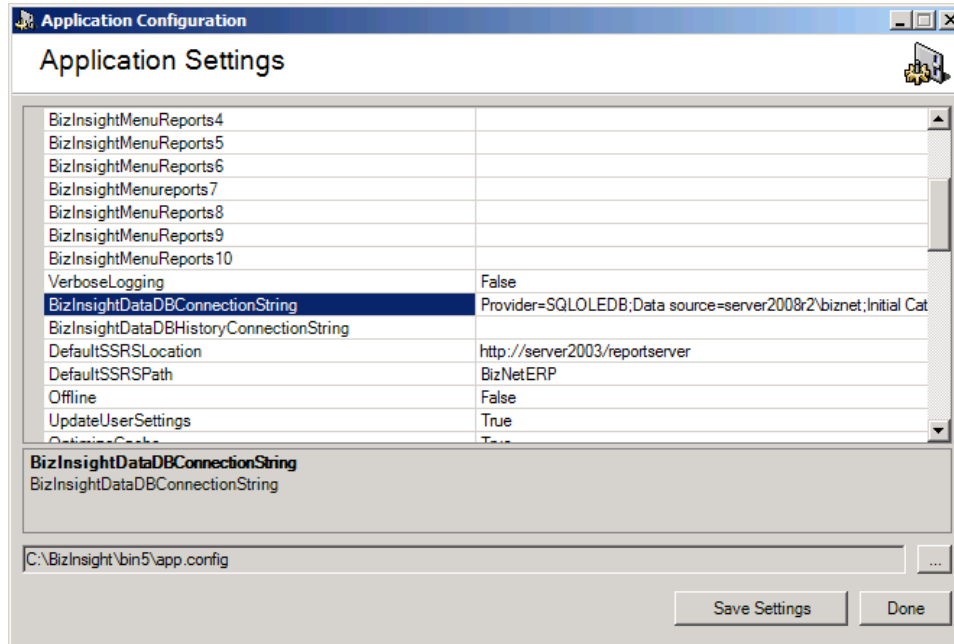 Application Configuration
Application Settings
BizInsightMenuReports4
BizInsightMenuReports5
BizInsightMenuReports6
BizInsightMenureports7
BizInsightMenuReports8
BizInsightMenuReports9
BizInsightMenuReports10
VerboseLogging False
BizInsightDataDBConnectionString Provider=SQLOLEDB;Data source=server2008r2\biznet;Initial Cat
BizInsightDataDBHistoryConnectionString
DefaultSSRSLocation http://server2003/reportserver
DefaultSSRSPath BizNetERP
Offline False
UpdateUserSettings True
OptimizeCache True
BizInsightDataDBConnectionString
BizInsightDataDBConnectionString
C:\BizInsight\bin5\app.config ...
Save Settings Done